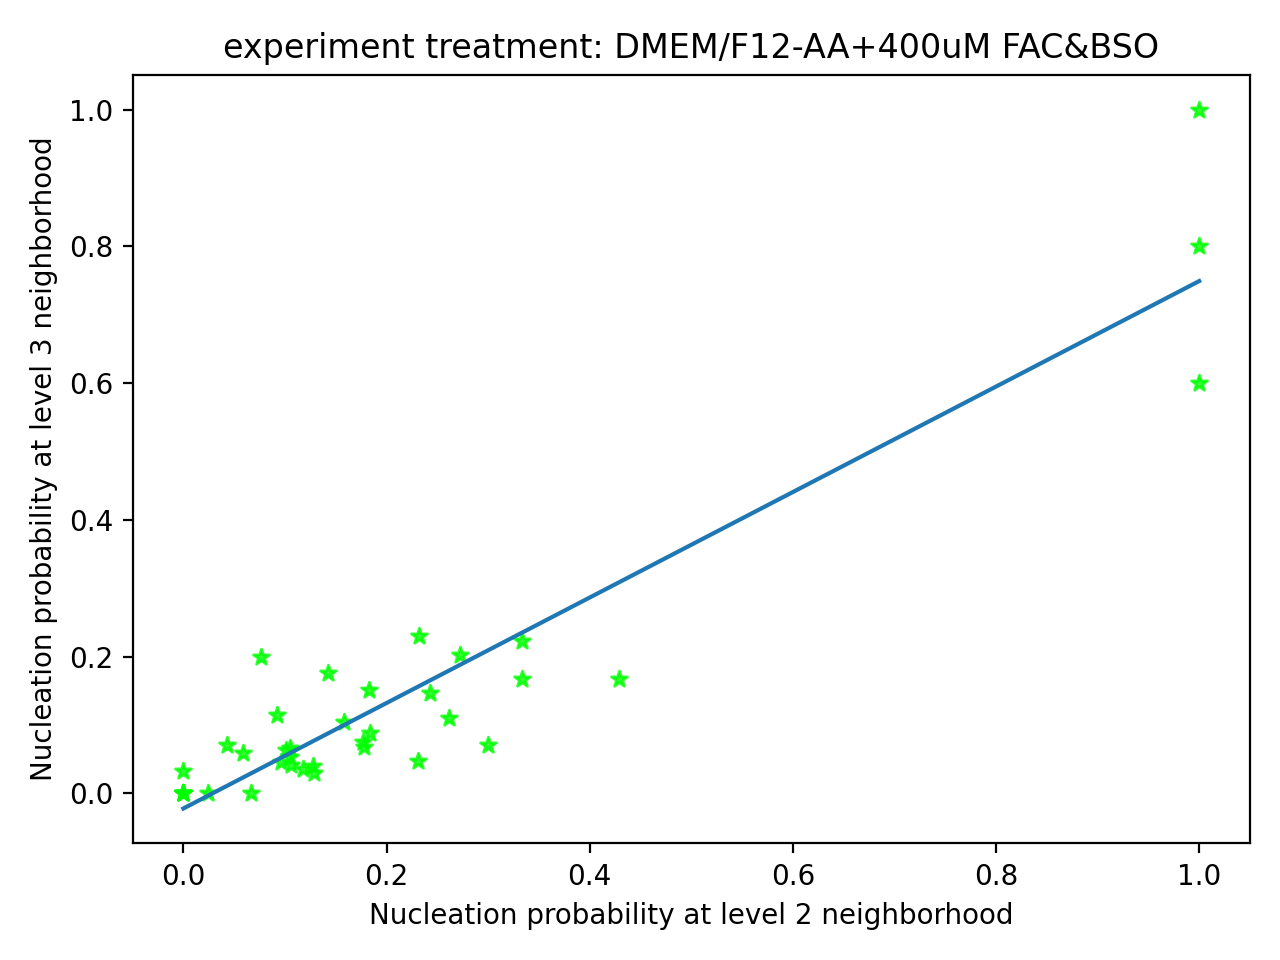 experiment treatment: DMEM/F12-AA+400uM FAC&BSO
Nucleation probability at level 3 neighborhood
1.0
0.8
0.6
0.4
0.2
0.0
0.0 0.2 0.4 0.6 0.8 1.0
Nucleation probability at level 2 neighborhood